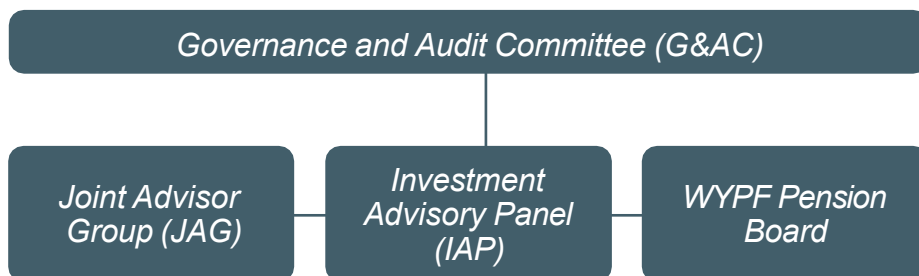 Governance and Audit Committee (G&AC)
Joint Advisor
Group (JAG)
Investment
Advisory Panel
(IAP)
WYPF Pension
Board